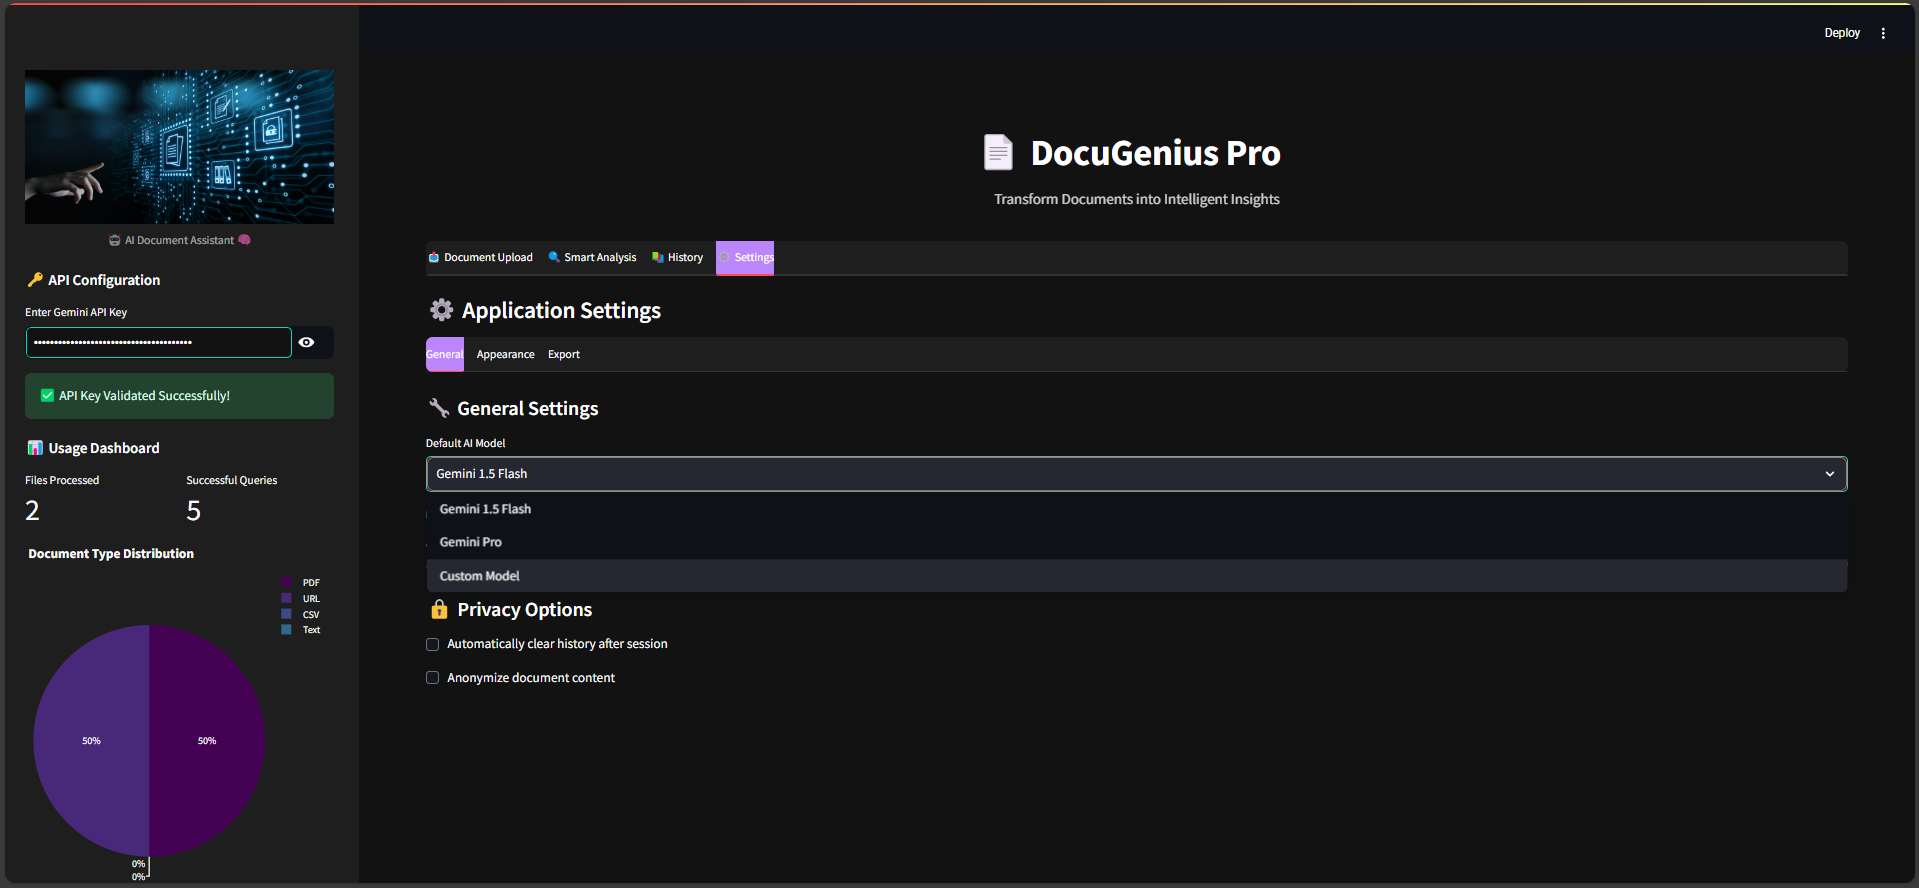 Deploy
AI Document Assistant
API Configuration
Enter Gemini API Key
API Key Validated Successfully!
Usage Dashboard
Files Processed
Successful Queries
2
5
Document Type Distribution
PDF
URL
CSV
Text
50%
50%
0%
0%
DocuGenius Pro
Transform Documents into Intelligent Insights
Document Upload
Smart Analysis
History
Settings
Application Settings
General
Appearance
Export
General Settings
Default AI Model
Gemini 1.5 Flash
Gemini 1.5 Flash
Gemini Pro
Custom Model
Privacy Options
Automatically clear history after session
Anonymize document content